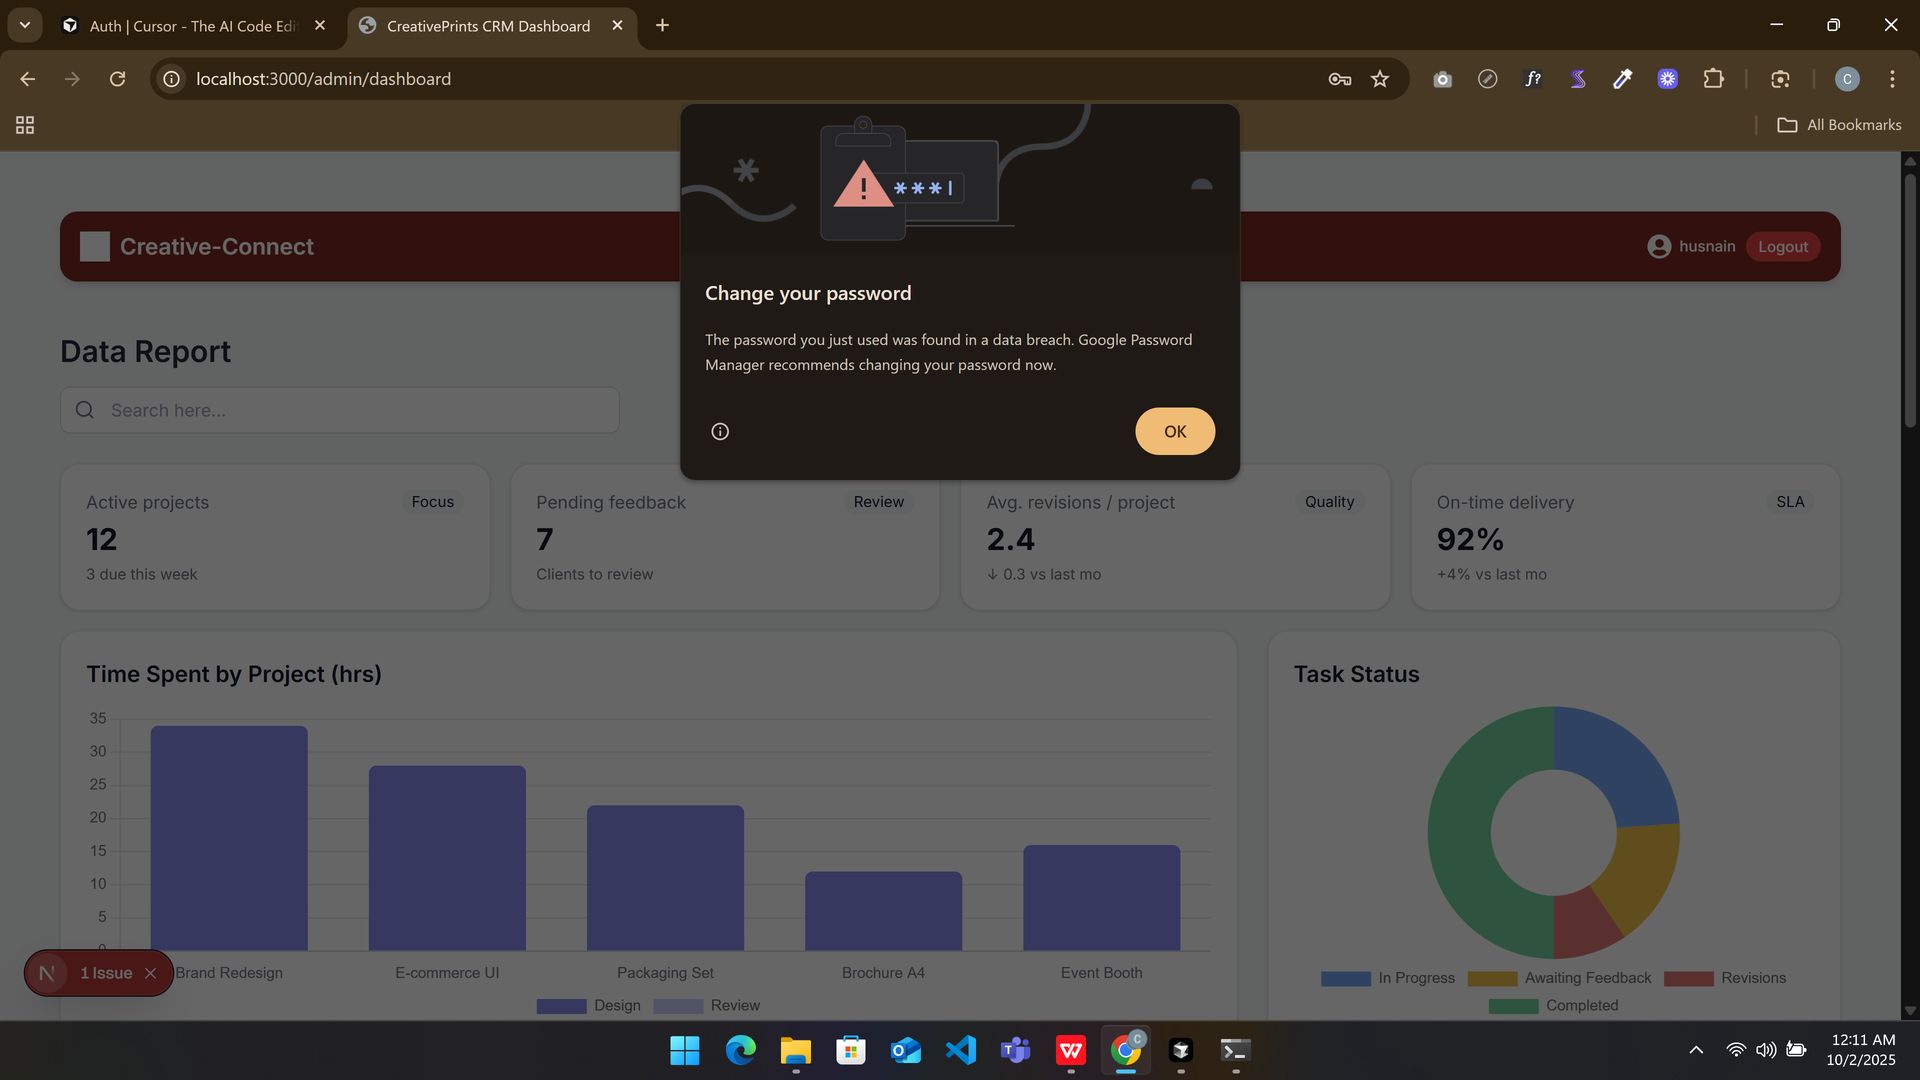 Auth | Cursor - The AI Code Edi
CreativePrints CRM Dashboard
localhost:3000/admin/dashboard
f?
C
All Bookmarks
***|
Creative-Connect
husnain
Logout
Change your password
The password you just used was found in a data breach. Google Password
Manager recommends changing your password now.
OK
Data Report
Search here...
Active projects
Focus
12
3 due this week
Pending feedback
Review
7
Clients to review
Avg. revisions / project
Quality
2.4
↓ 0.3 vs last mo
On-time delivery
SLA
92%
+4% vs last mo
Time Spent by Project (hrs)
35
30
25
20
15
10
5
0
Brand Redesign
E-commerce UI
Packaging Set
Brochure A4
Event Booth
Design
Review
Task Status
In Progress
Awaiting Feedback
Revisions
Completed
N
1 Issue
12:11 AM
10/2/2025